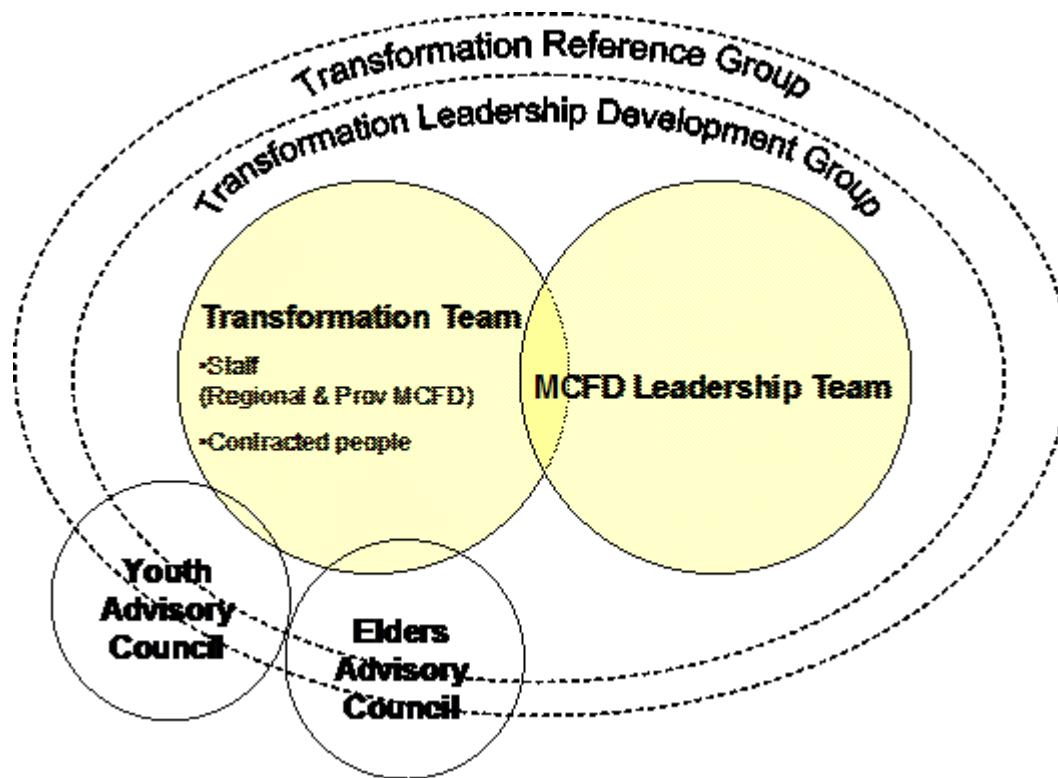 Transformation Reference Group
Transformation Leadership Development Group
Transformation Team
•Staff
(Regional & Prov MCFD)
•Contracted people
MCFD Leadership Team
Youth
Advisory
Council
Elders
Advisory
Council